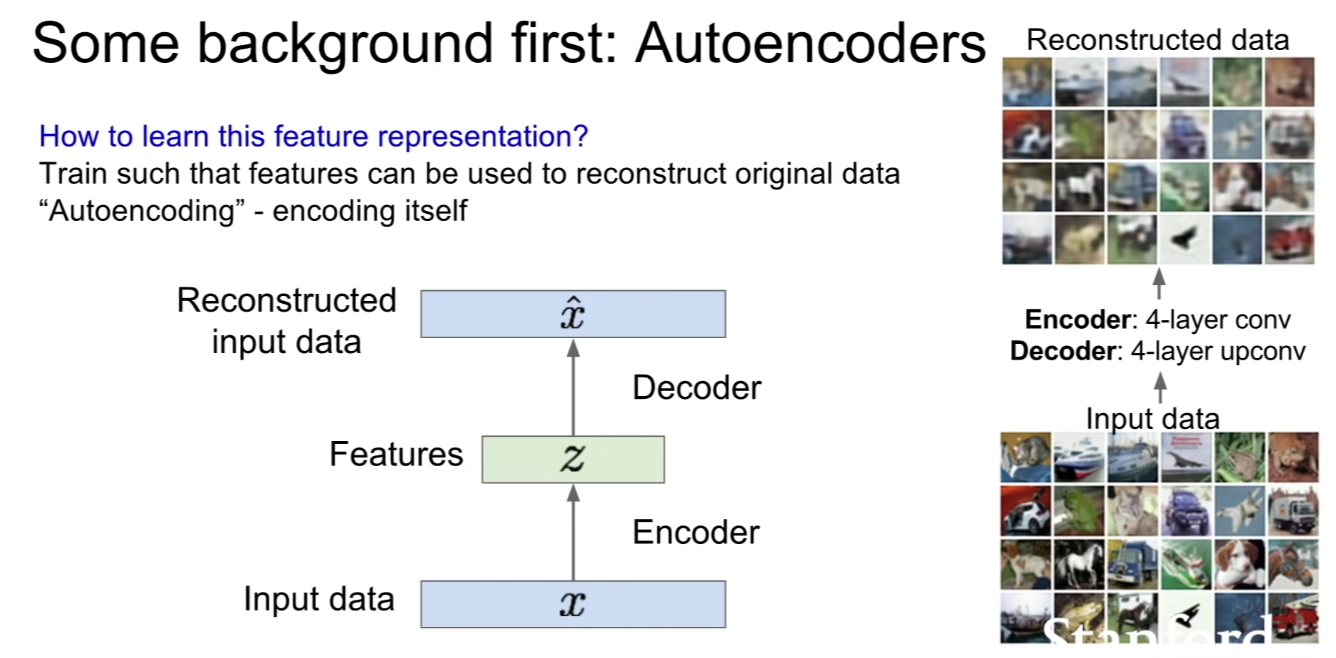 Some background first: Autoencoders
How to learn this feature representation?
Train such that features can be used to reconstruct original data
“Autoencoding” - encoding itself
Reconstructed
input data
x̂
Decoder
Features
z
Encoder
Input data
x
Reconstructed data
Encoder: 4-layer conv
Decoder: 4-layer upconv
Input data
Stanford